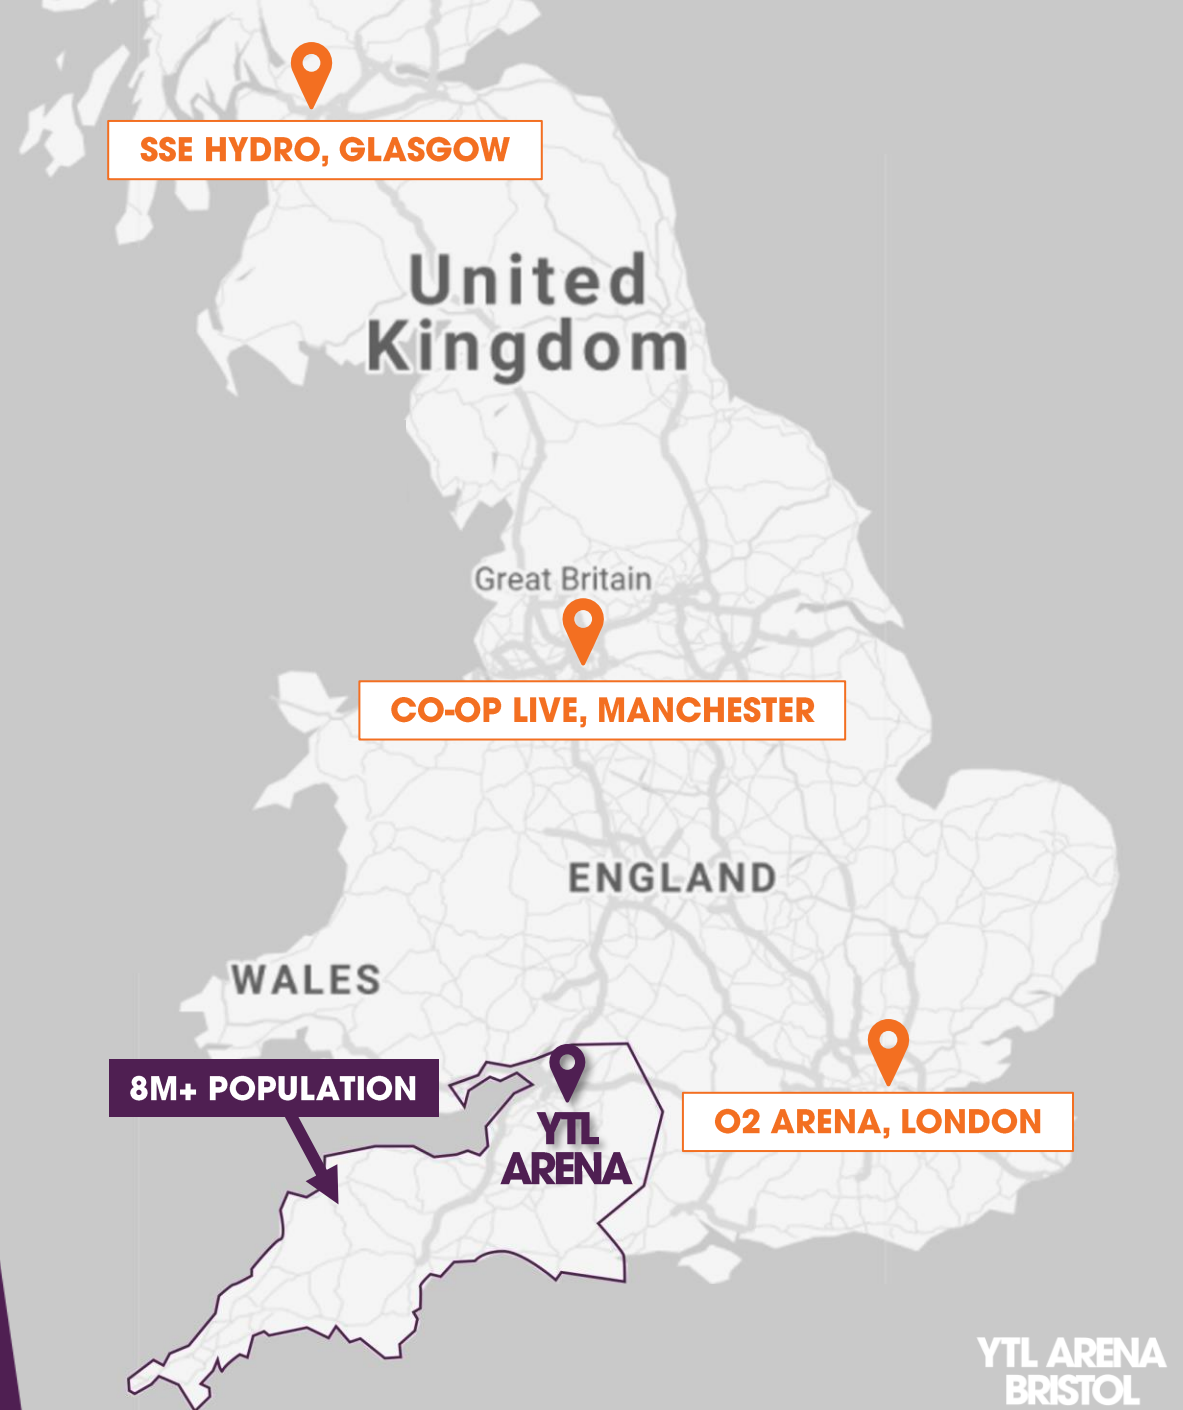 SSE HYDRO, GLASGOW
United
Kingdom
Great Britain
CO-OP LIVE, MANCHESTER
ENGLAND
WALES
8M+ POPULATION
YTL
ARENA
O2 ARENA, LONDON
YTL ARENA
BRISTOL